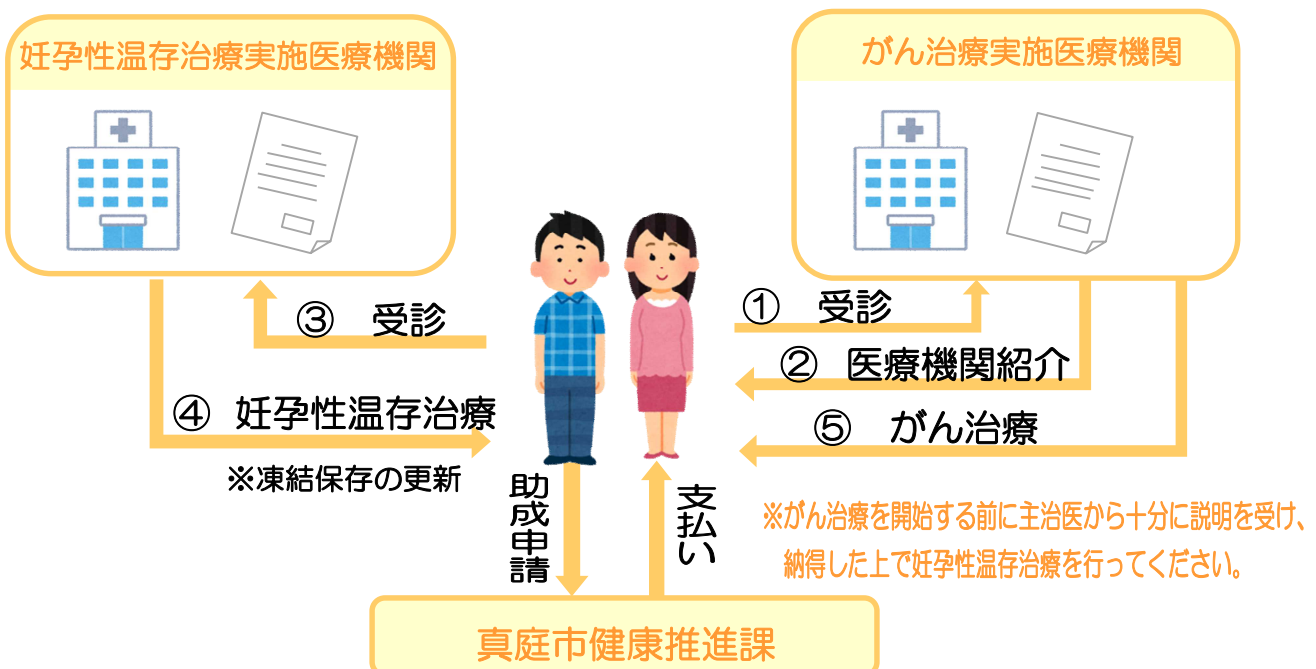 妊孕性温存治療実施医療機関
がん治療実施医療機関
① 受診
② 医療機関紹介
③ 受診
④ 妊孕性温存治療
※凍結保存の更新
⑤ がん治療
助成申請
支払い
※がん治療を開始する前に主治医から十分に説明を受け、
納得した上で妊孕性温存治療を行ってください。
真庭市健康推進課